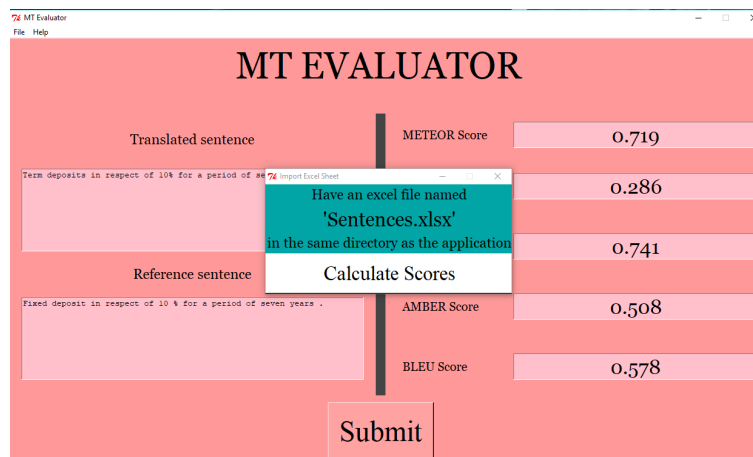 MT Evaluator
File Help
MT EVALUATOR
Translated sentence
Term deposits in respect of 10% for a period of se
Reference sentence
Fixed deposit in respect of 10 % for a period of seven years .
Import Excel Sheet
Have an excel file named
'Sentences.xlsx'
in the same directory as the application
Calculate Scores
METEOR Score
0.719
0.286
0.741
AMBER Score
0.508
BLEU Score
0.578
Submit